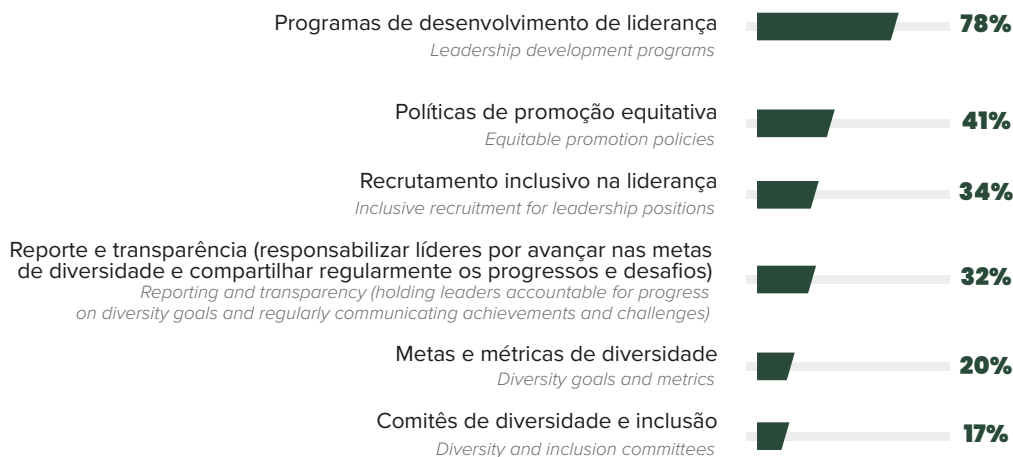 Programas de desenvolvimento de liderança
78%
Leadership development programs
Políticas de promoção equitativa
41%
Equitable promotion policies
Recrutamento inclusivo na liderança
34%
Inclusive recruitment for leadership positions
Reporte e transparência (responsabilizar líderes por avançar nas metas
de diversidade e compartilhar regularmente os progressos e desafios)
32%
Reporting and transparency (holding leaders accountable for progress
on diversity goals and regularly communicating achievements and challenges)
Metas e métricas de diversidade
20%
Diversity goals and metrics
Comitês de diversidade e inclusão
17%
Diversity and inclusion committees